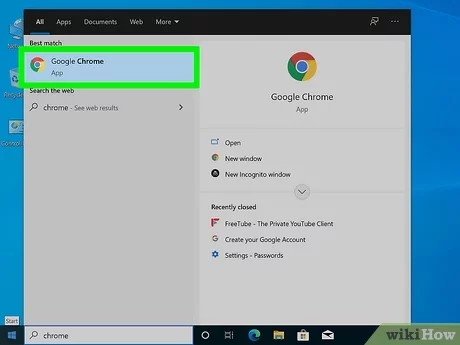 All Apps Documents Web More
Best match
Google Chrome
App
Search the web
chrome - See web results
Google Chrome
App
Open
New window
New Incognito window
Recently closed
FreeTube - The Private YouTube Client
Create your Google Account
Settings - Passwords
Start
chrome
wikiHow